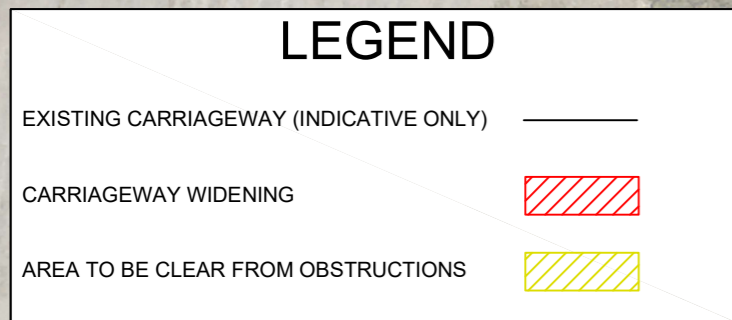 LEGEND
EXISTING CARRIAGEWAY (INDICATIVE ONLY)
CARRIAGEWAY WIDENING
AREA TO BE CLEAR FROM OBSTRUCTIONS